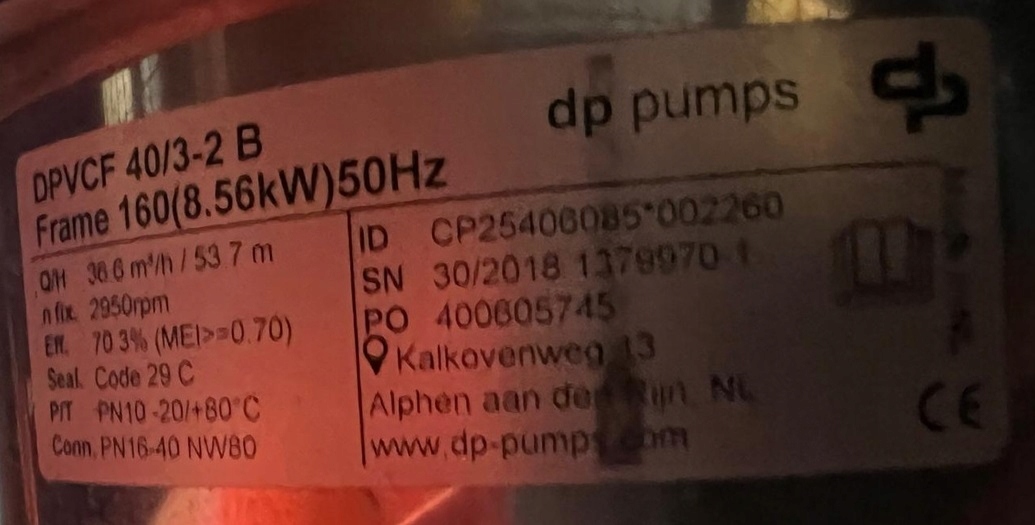 dp pumps
dp
DPVCF 40/3-2 B
Frame 160(8.56kW)50Hz
Q/H 36.6 m³/h / 53.7 m
n fix. 2950rpm
Eff. 70.3% (MEI>=0.70)
Seal. Code 29 C
P/T PN10 -20/+80°C
Conn. PN16-40 NW80
ID CP25406085*002260
SN 30/2018 1379970-1
PO 400605745
Kalkovenweg 13
Alphen aan den Rijn NL
www.dp-pumps.com
CE